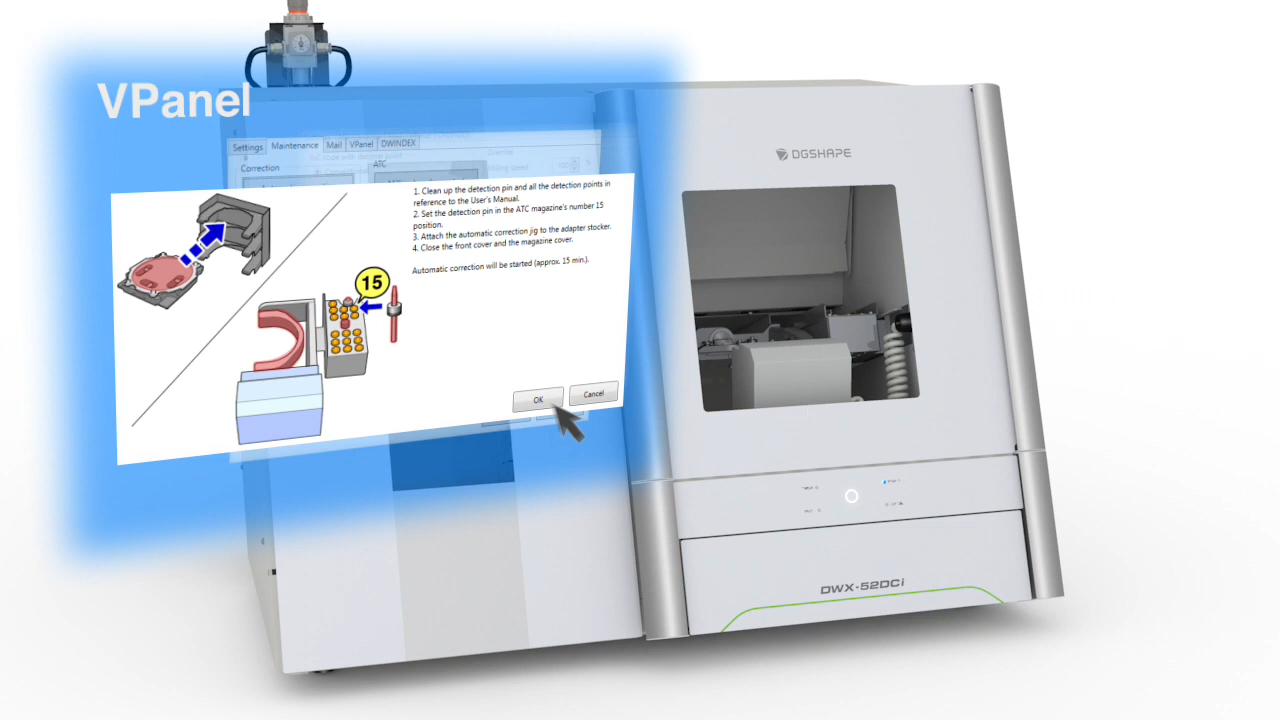 VPanel
Settings Maintenance Mail VPanel DWINDEX
Correction
ATC
1. Clean up the detection pin and all the detection points in
reference to the User's Manual.
2. Set the detection pin in the ATC magazine's number 15
position.
3. Attach the automatic correction jig to the adapter stocker.
4. Close the front cover and the magazine cover.
Automatic correction will be started (approx. 15 min.).
15
OK Cancel
DGSHAPE
DWX-52DCi